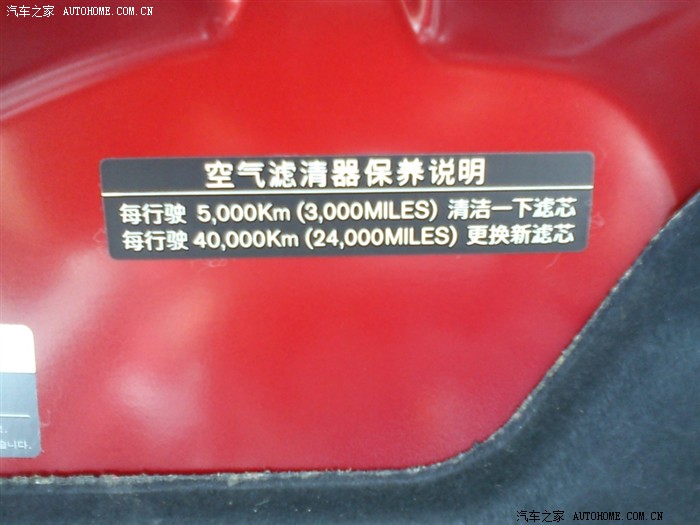 汽车之家 AUTOHOME.COM.CN
空气滤清器保养说明
每行驶 5,000Km (3,000MILES) 清洁一下滤芯
每行驶 40,000Km (24,000MILES) 更换新滤芯
니다.
汽车之家 AUTOHOME.COM.CN